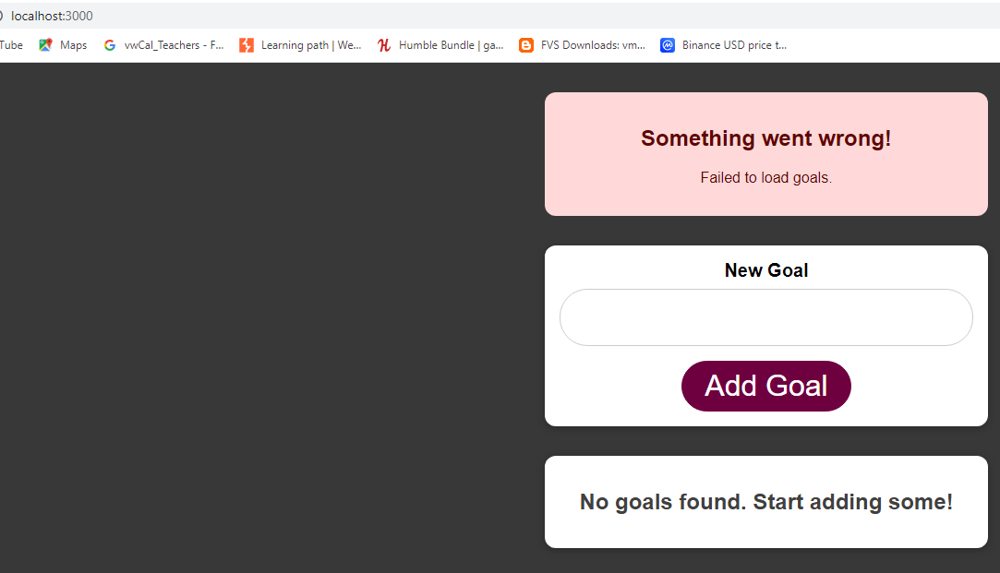 localhost:3000
Tube Maps vwCal_Teachers - F... Learning path | We... Humble Bundle | ga... FVS Downloads: vm... Binance USD price t...
Something went wrong!
Failed to load goals.
New Goal
Add Goal
No goals found. Start adding some!